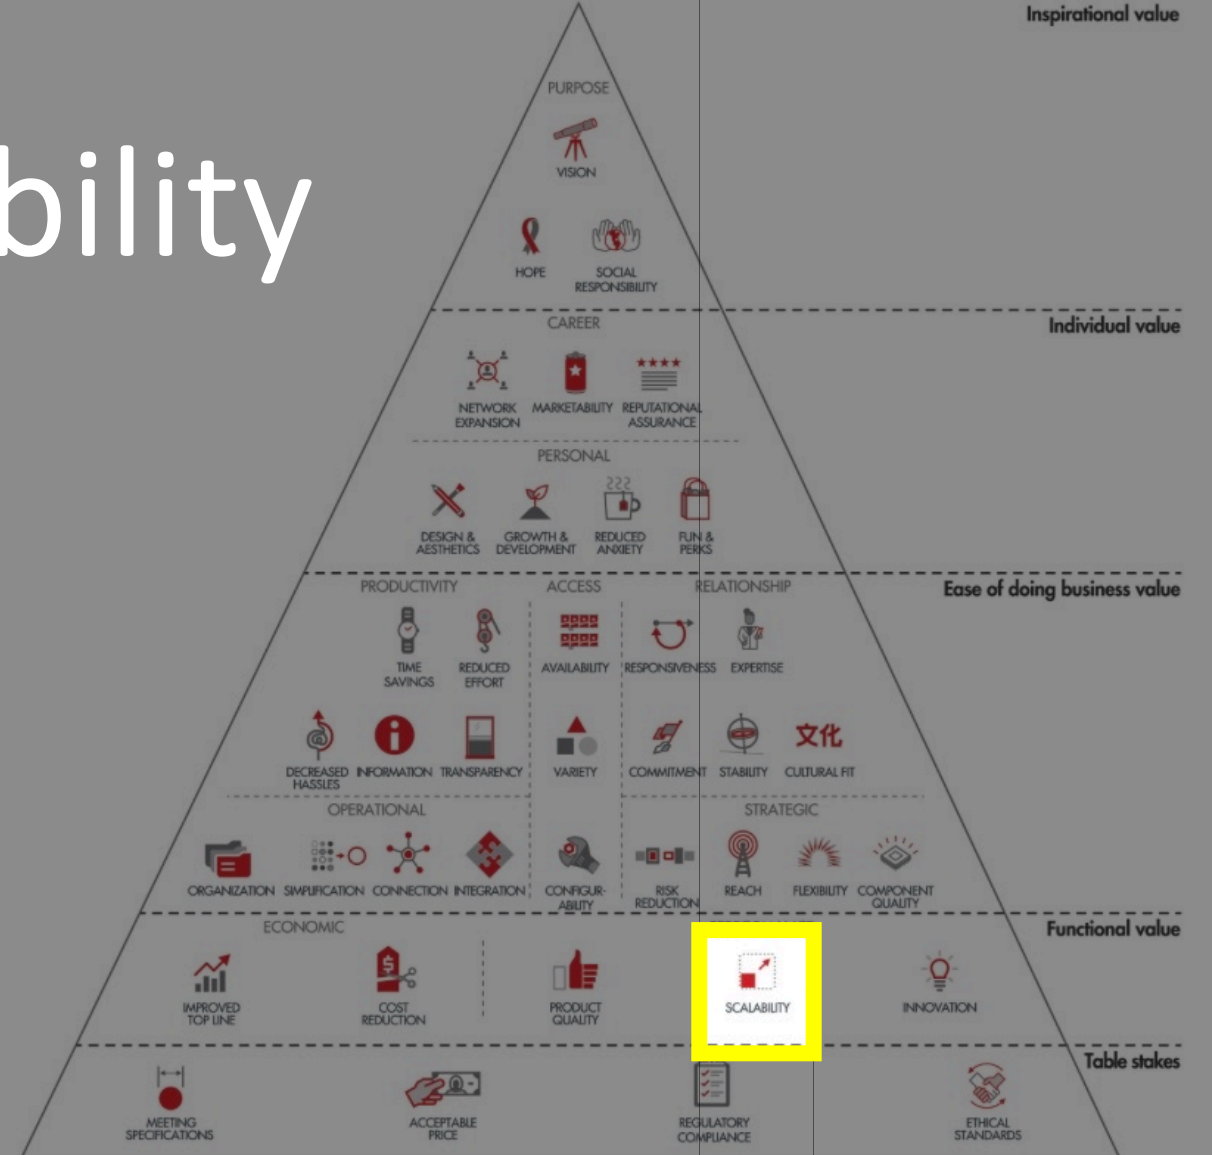 Inspirational value
PURPOSE
bility
VISION
HOPE
SOCIAL
RESPONSIBILITY
Individual value
CAREER
NETWORK
EXPANSION
MARKETABILITY
REPUTATIONAL
ASSURANCE
PERSONAL
DESIGN &
AESTHETICS
GROWTH &
DEVELOPMENT
REDUCED
ANXIETY
FUN &
PERKS
Ease of doing business value
PRODUCTIVITY
ACCESS
RELATIONSHIP
TIME
SAVINGS
REDUCED
EFFORT
AVAILABILITY
RESPONSIVENESS
EXPERTISE
文化
DECREASED
HASSLES
INFORMATION
TRANSPARENCY
VARIETY
COMMITMENT
STABILITY
CULTURAL FIT
OPERATIONAL
STRATEGIC
ORGANIZATION
SIMPLIFICATION
CONNECTION
INTEGRATION
CONFIGUR-
ABILITY
RISK
REDUCTION
REACH
FLEXIBILITY
COMPONENT
QUALITY
Functional value
ECONOMIC
IMPROVED
TOP LINE
COST
REDUCTION
PRODUCT
QUALITY
SCALABILITY
INNOVATION
Table stakes
MEETING
SPECIFICATIONS
ACCEPTABLE
PRICE
REGULATORY
COMPLIANCE
ETHICAL
STANDARDS